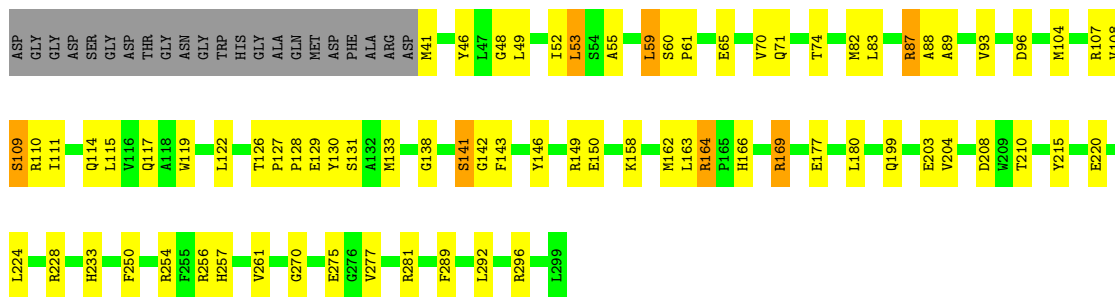 ASP GLY GLY ASP SER GLY ASP THR GLY ASN GLY TRP HIS GLY ALA GLN MET ASP PHE ALA ARG ASP M41 Y46 L47 G48 L49 I52 L53 S54 A55 L59 S60 P61 E65 V70 Q71 T74 M82 L83 R87 A88 A89 V93 D96 M104 R107
S109 R110 I111 Q114 L115 V116 Q117 A118 W119 L122 T126 P127 P128 E129 Y130 S131 A132 M133 G138 S141 G142 F143 Y146 R149 E150 K158 M162 L163 R164 P165 H166 R169 E177 L180 Q199 E203 V204 D208 W209 T210 Y215 E220
L224 R228 H233 F250 R254 F255 R256 H257 V261 G270 E275 G276 V277 R281 F289 L292 R296 L299